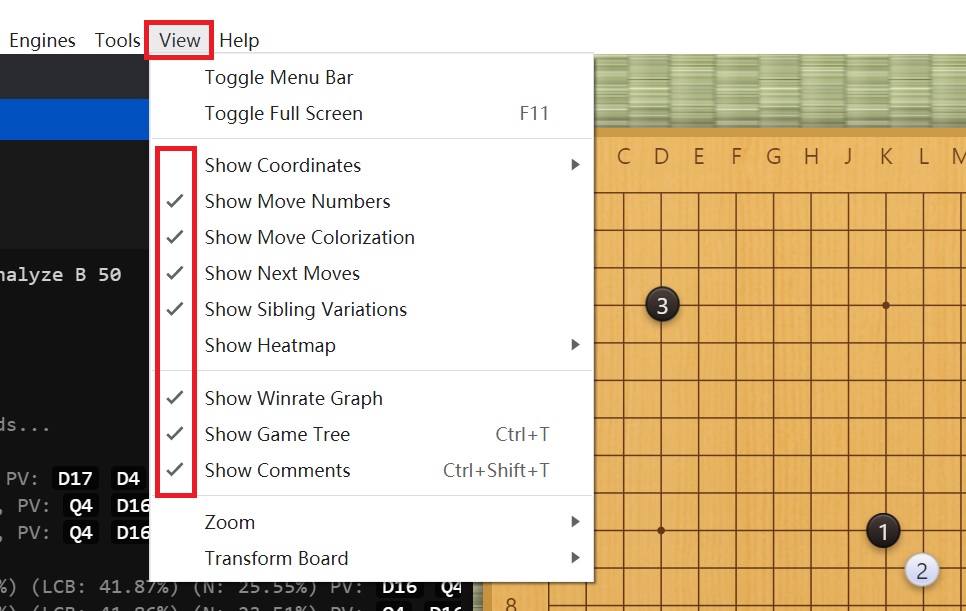 Engines Tools View Help
Toggle Menu Bar
Toggle Full Screen F11
C D E F G H J K L M
Show Coordinates
Show Move Numbers
Show Move Colorization
nalyze B 50
Show Next Moves
3
Show Sibling Variations
Show Heatmap
Show Winrate Graph
ds...
Show Game Tree Ctrl+T
Show Comments Ctrl+Shift+T
PV: D17 D4
, PV: Q4 D16
Zoom
, PV: Q4 D16
1
Transform Board
2
%) (LCB: 41.87%) (N: 25.55%) PV: D16 Q4
8